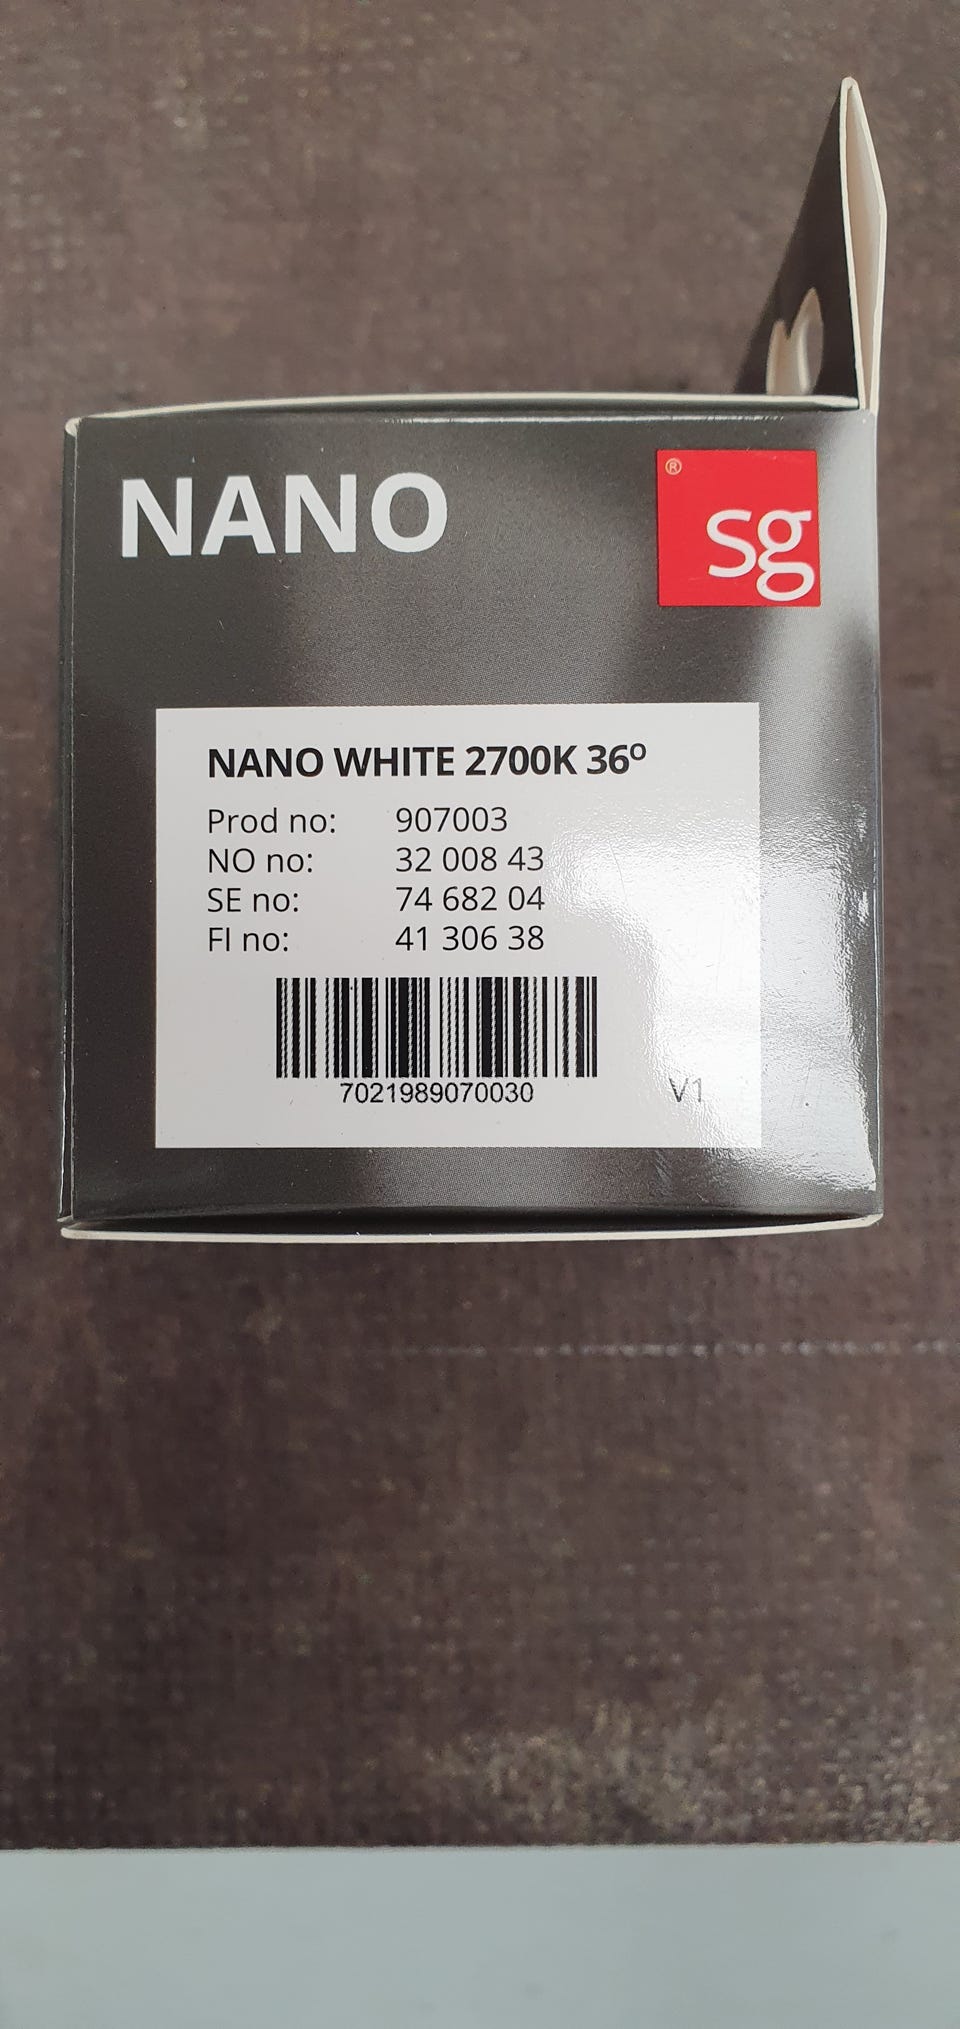 NANO
® sg
NANO WHITE 2700K 36º
Prod no: 907003
NO no: 32 008 43
SE no: 74 682 04
FI no: 41 306 38
7021989070030
V1